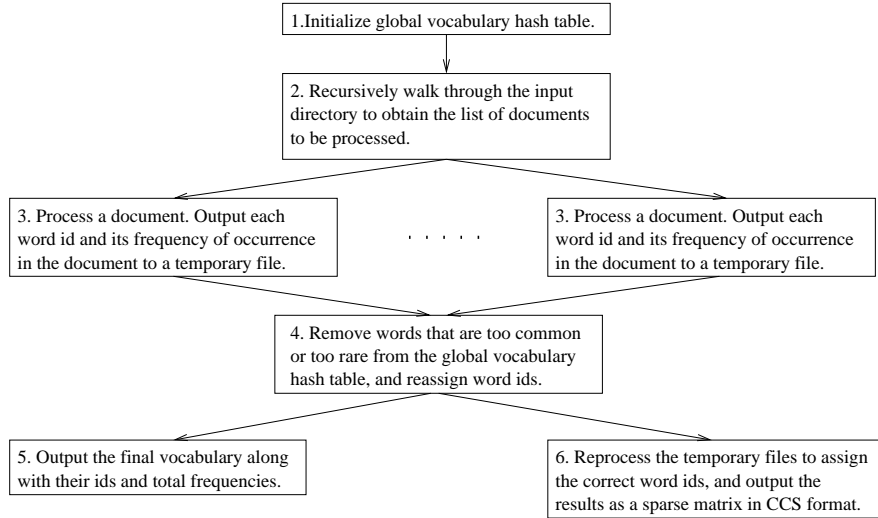 1.Initialize global vocabulary hash table.
2. Recursively walk through the input
directory to obtain the list of documents
to be processed.
3. Process a document. Output each
word id and its frequency of occurrence
in the document to a temporary file.
. . . . .
3. Process a document. Output each
word id and its frequency of occurrence
in the document to a temporary file.
4. Remove words that are too common
or too rare from the global vocabulary
hash table, and reassign word ids.
5. Output the final vocabulary along
with their ids and total frequencies.
6. Reprocess the temporary files to assign
the correct word ids, and output the
results as a sparse matrix in CCS format.